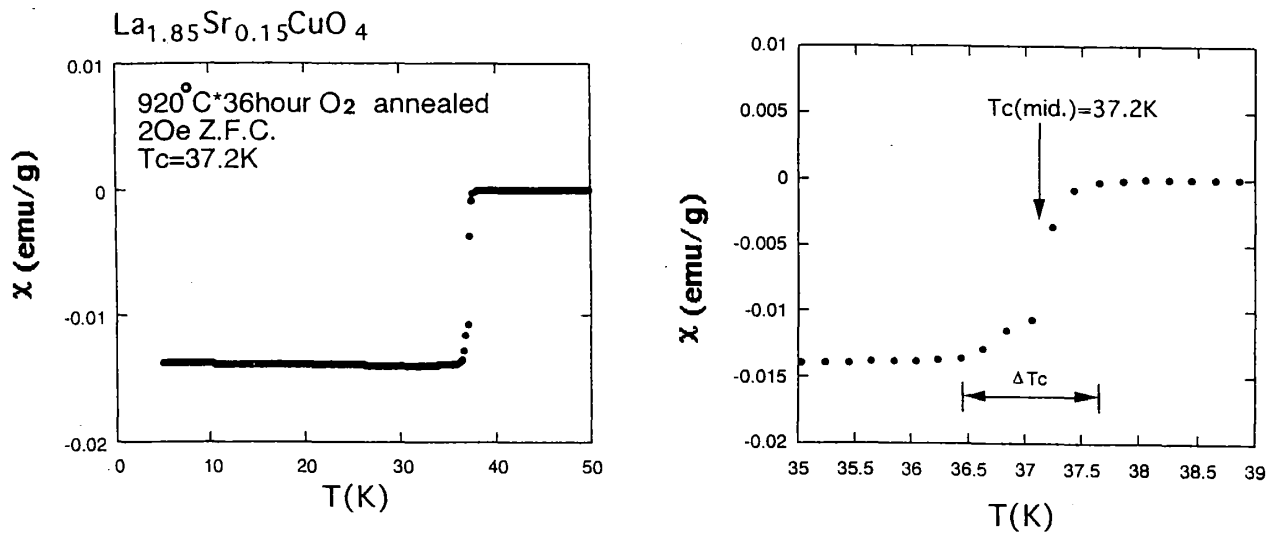 La1.85Sr0.15CuO4
0.01
920°C*36hour O2 annealed
2Oe Z.F.C.
Tc=37.2K
0
-0.01
-0.02
χ (emu/g)
0 10 20 30 40 50
T(K)
0.01
0.005
Tc(mid.)=37.2K
0
-0.005
-0.01
-0.015
ΔTc
-0.02
χ (emu/g)
35 35.5 36 36.5 37 37.5 38 38.5 39
T(K)